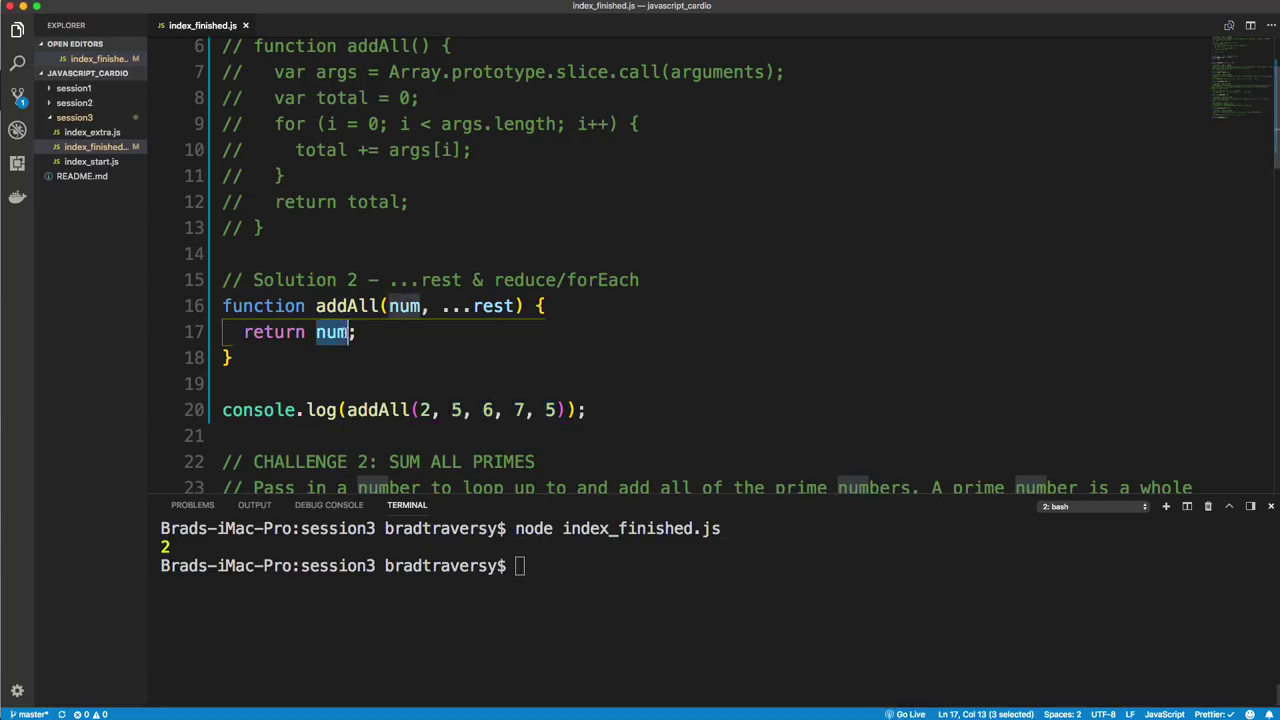 index_finished.js — javascript_cardio
EXPLORER
OPEN EDITORS
index_finishe.. M
JAVASCRIPT_CARDIO
session1
session2
session3
JS index_extra.js
index_finished... M
JS index_start.js
README.md
1
JS index_finished.js ×
6 // function addAll() {
7 //   var args = Array.prototype.slice.call(arguments);
8 //   var total = 0;
9 //   for (i = 0; i < args.length; i++) {
10 //     total += args[i];
11 //   }
12 //   return total;
13 // }
14
15 // Solution 2 - ...rest & reduce/forEach
16 function addAll(num, ...rest) {
17   return num;
18 }
19
20 console.log(addAll(2, 5, 6, 7, 5));
21
22 // CHALLENGE 2: SUM ALL PRIMES
23 // Pass in a number to loop up to and add all of the prime numbers. A prime number is a whole
PROBLEMS OUTPUT DEBUG CONSOLE TERMINAL 2: bash
Brads-iMac-Pro:session3 bradtraversy$ node index_finished.js
2
Brads-iMac-Pro:session3 bradtraversy$
master* 0 0 Go Live Ln 17, Col 13 (3 selected) Spaces: 2 UTF-8 LF JavaScript Prettier: ✓